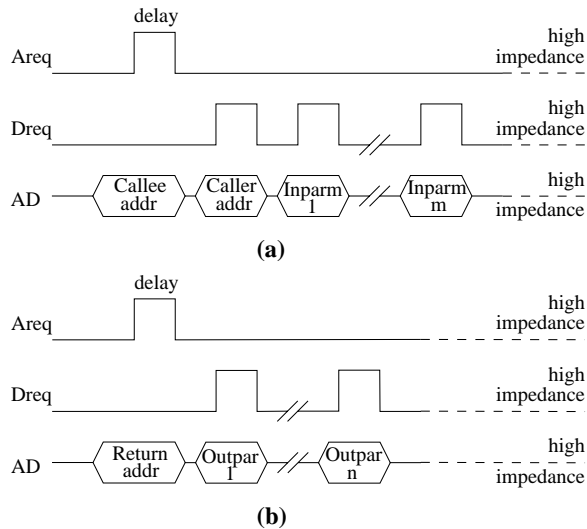 delay
high
Areq
impedance
high
Dreq
impedance
Callee
addr
Caller
addr
Inparm
1
Inparm
m
high
AD
impedance
(a)
delay
high
Areq
impedance
high
Dreq
impedance
Return
addr
Outpar
1
Outpar
n
high
AD
impedance
(b)